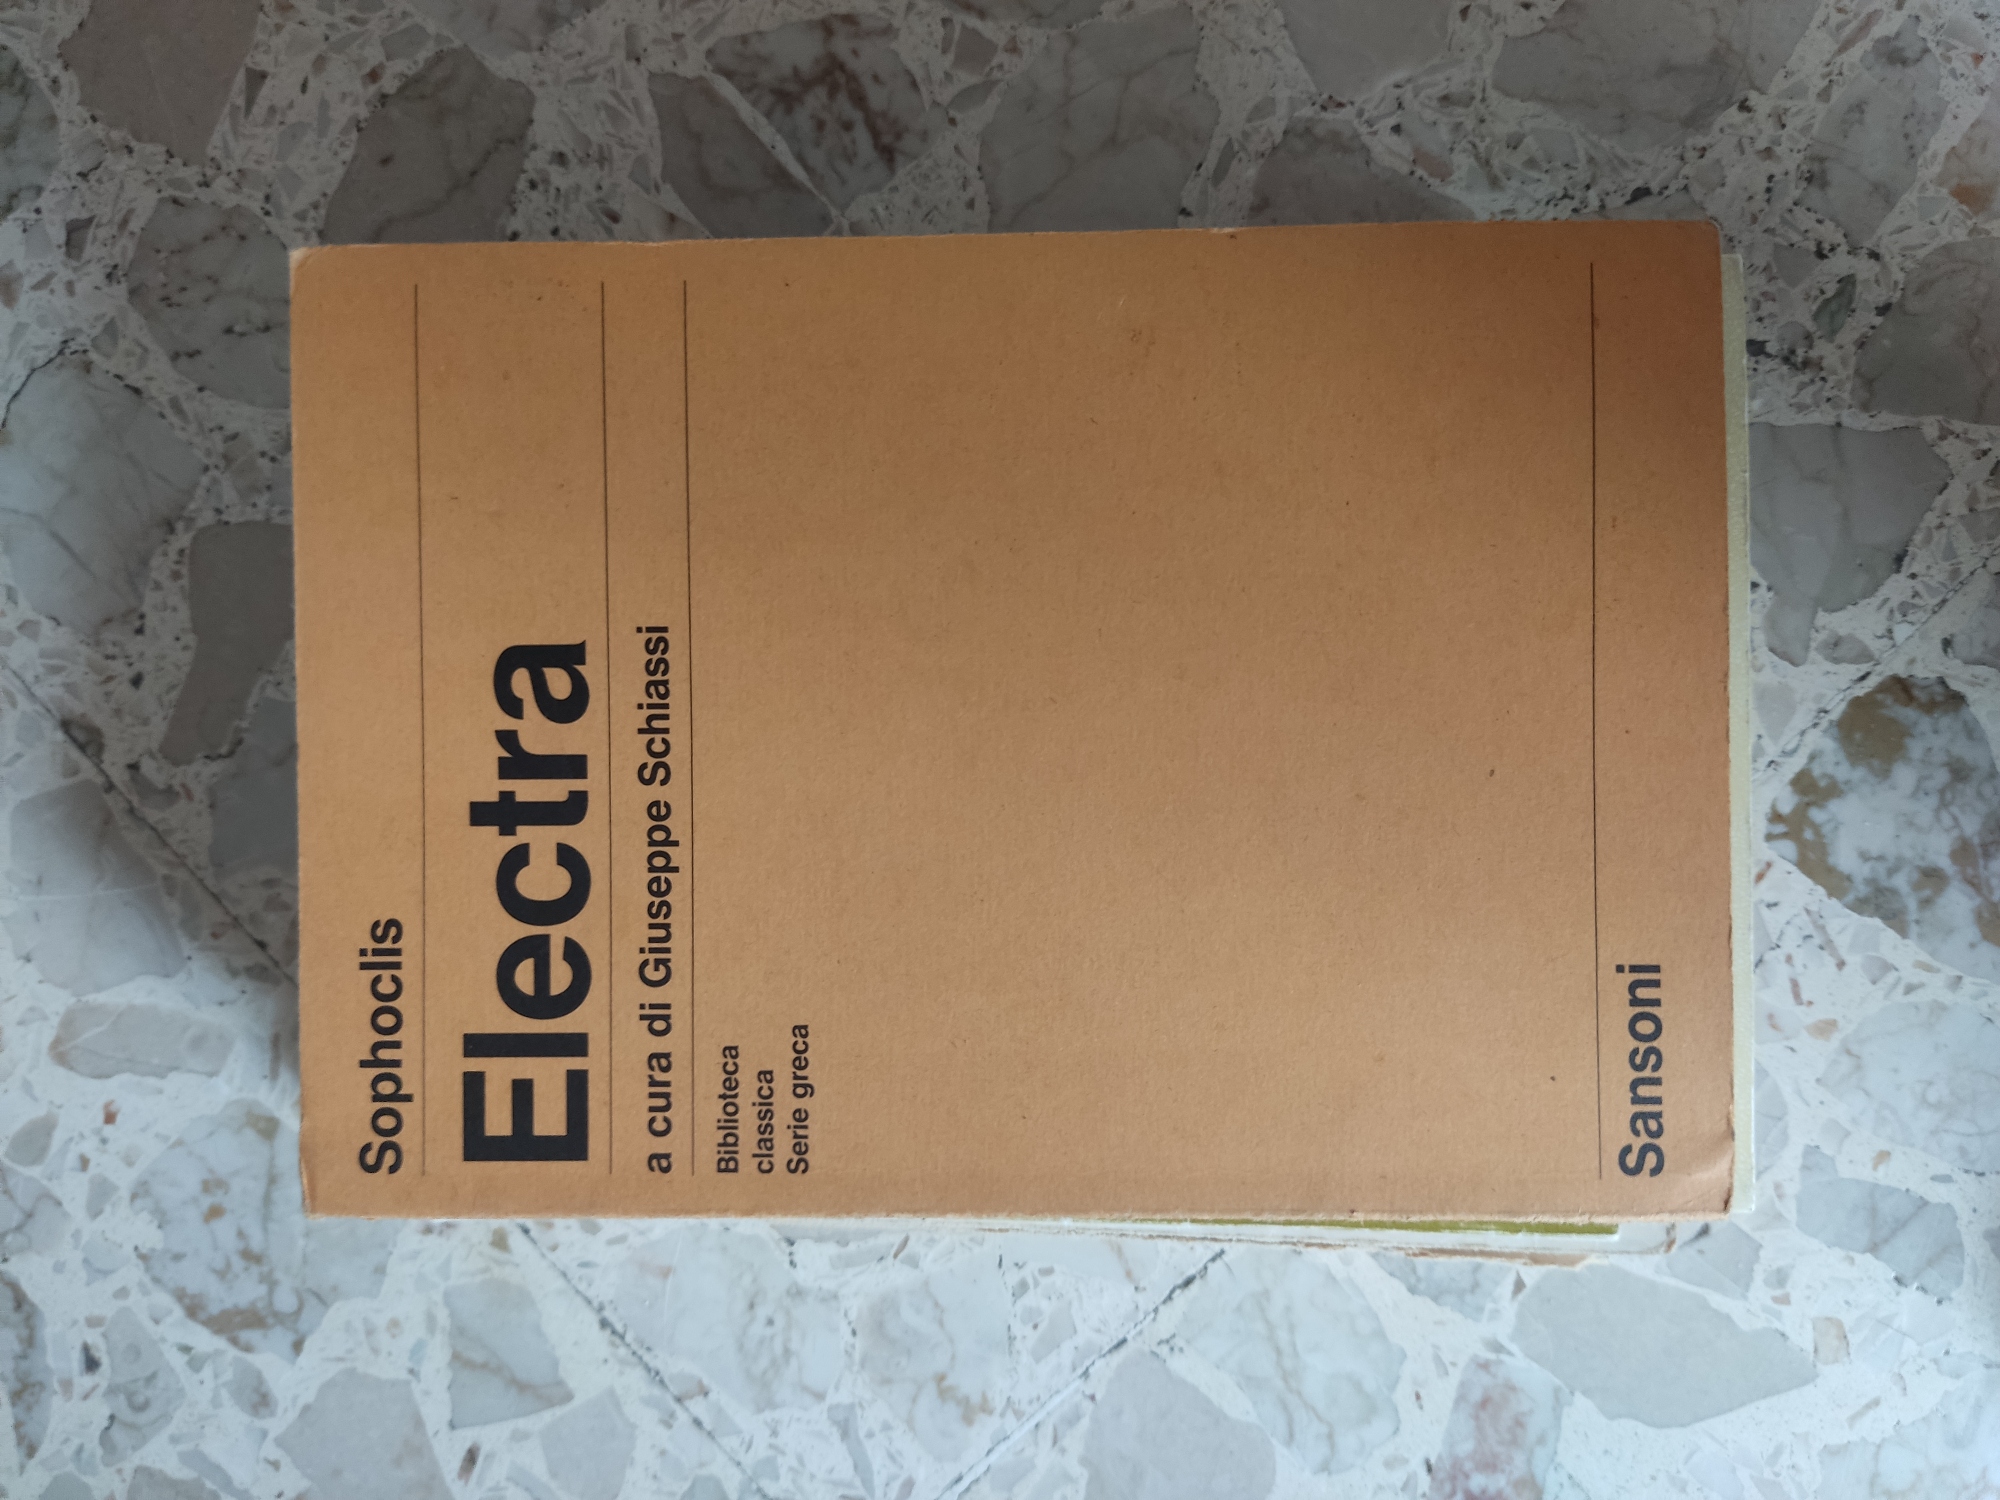 Sophoclis
Electra
a cura di Giuseppe Schiassi
Biblioteca
classica
Serie greca
Sansoni